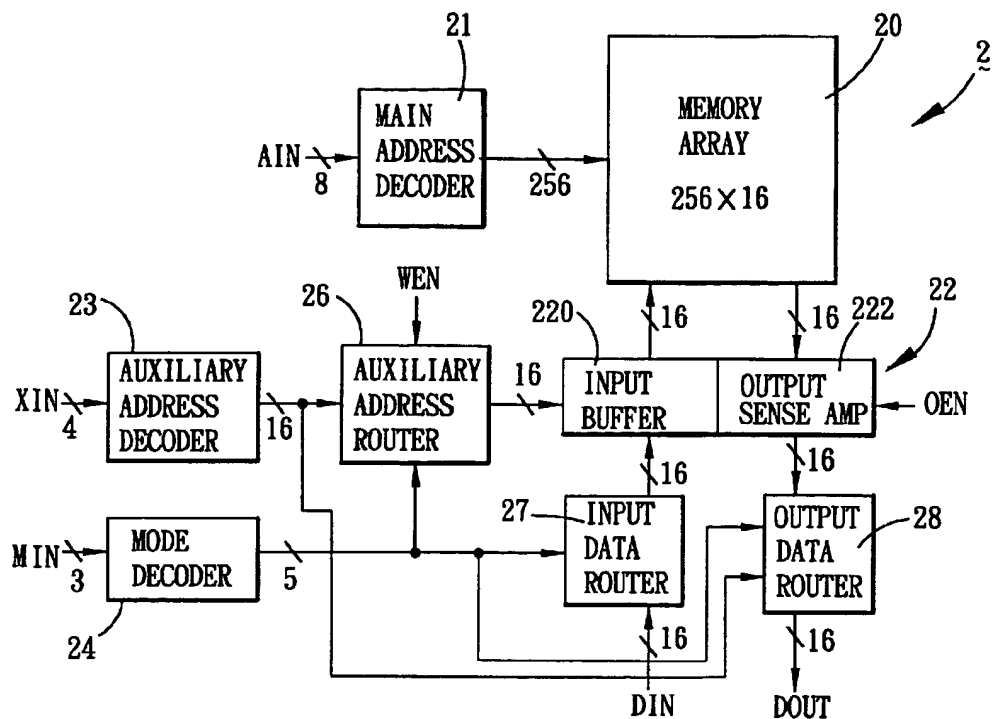 21
20
2
MAIN
ADDRESS
DECODER
AIN
8
256
MEMORY
ARRAY
256×16
23
26
WEN
220
16
16
222
22
AUXILIARY
ADDRESS
DECODER
XIN
4
16
AUXILIARY
ADDRESS
ROUTER
16
INPUT
BUFFER
OUTPUT
SENSE AMP
OEN
16
16
MIN
3
MODE
DECODER
5
24
27
INPUT
DATA
ROUTER
OUTPUT
DATA
ROUTER
28
16
16
DIN
DOUT